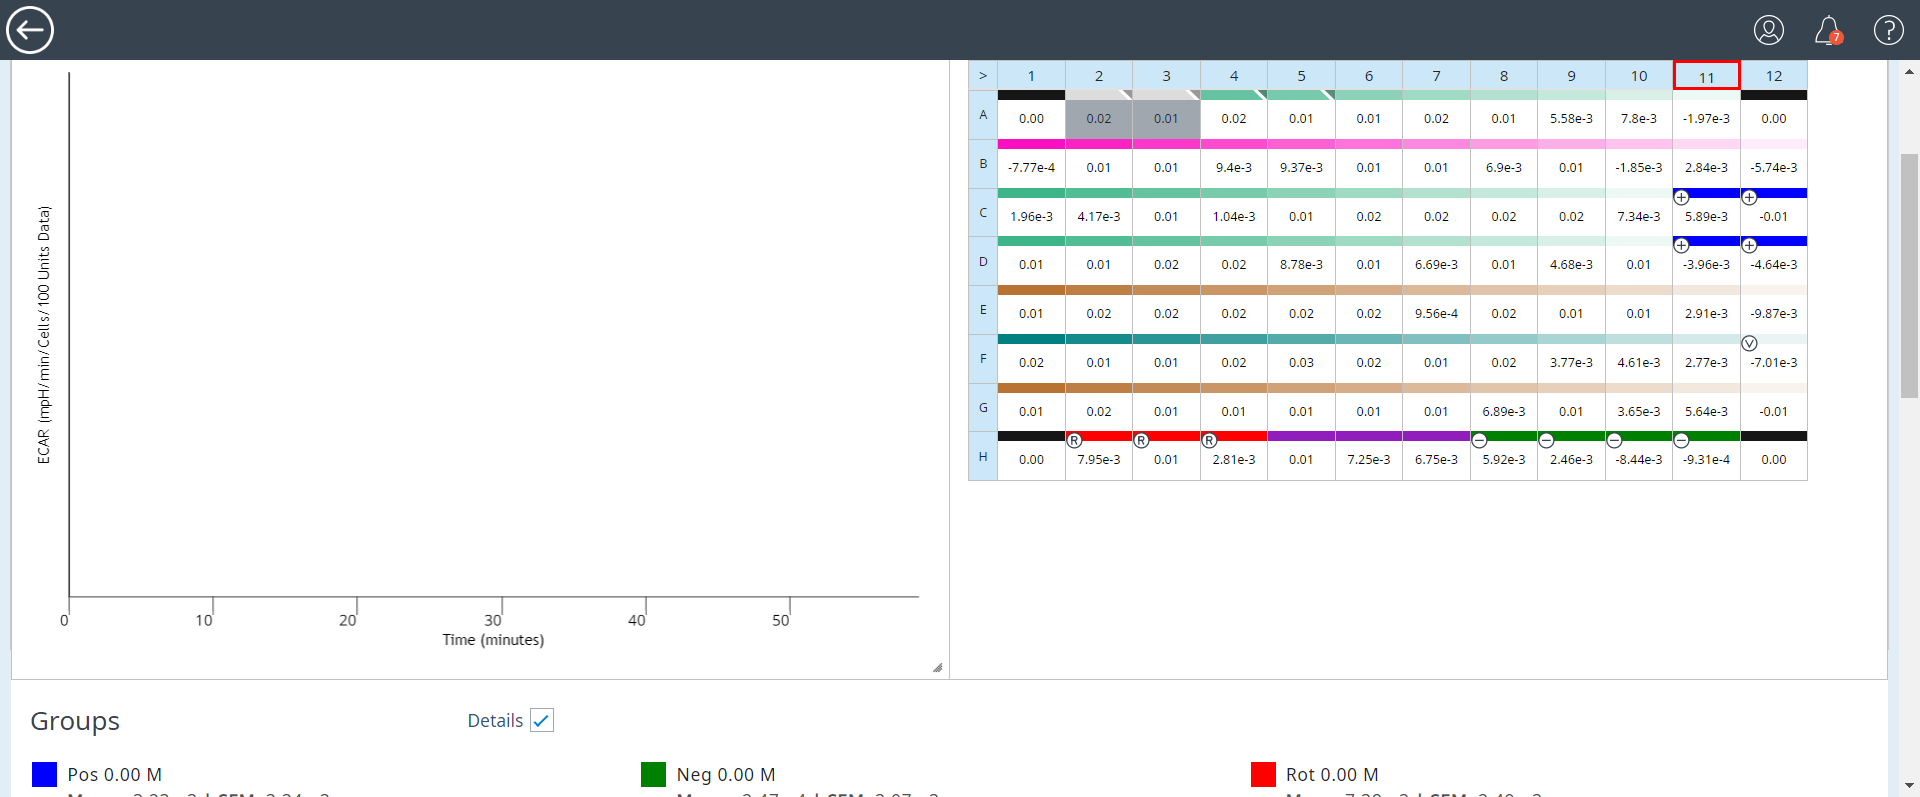 7
?
> 1 2 3 4 5 6 7 8 9 10 11 12
A 0.00 0.02 0.01 0.02 0.01 0.01 0.02 0.01 5.58e-3 7.8e-3 -1.97e-3 0.00
B -7.77e-4 0.01 0.01 9.4e-3 9.37e-3 0.01 0.01 6.9e-3 0.01 -1.85e-3 2.84e-3 -5.74e-3
+ +
C 1.96e-3 4.17e-3 0.01 1.04e-3 0.01 0.02 0.02 0.02 0.02 7.34e-3 5.89e-3 -0.01
+ +
D 0.01 0.01 0.02 0.02 8.78e-3 0.01 6.69e-3 0.01 4.68e-3 0.01 -3.96e-3 -4.64e-3
E 0.01 0.02 0.02 0.02 0.02 0.02 9.56e-4 0.02 0.01 0.01 2.91e-3 -9.87e-3
V
F 0.02 0.01 0.01 0.02 0.03 0.02 0.01 0.02 3.77e-3 4.61e-3 2.77e-3 -7.01e-3
G 0.01 0.02 0.01 0.01 0.01 0.01 0.01 6.89e-3 0.01 3.65e-3 5.64e-3 -0.01
R R R − − − −
H 0.00 7.95e-3 0.01 2.81e-3 0.01 7.25e-3 6.75e-3 5.92e-3 2.46e-3 -8.44e-3 -9.31e-4 0.00
ECAR (mpH/min/Cells/100 Units Data)
0 10 20 30 40 50
Time (minutes)
Groups
Details
Pos 0.00 M
Neg 0.00 M
Rot 0.00 M